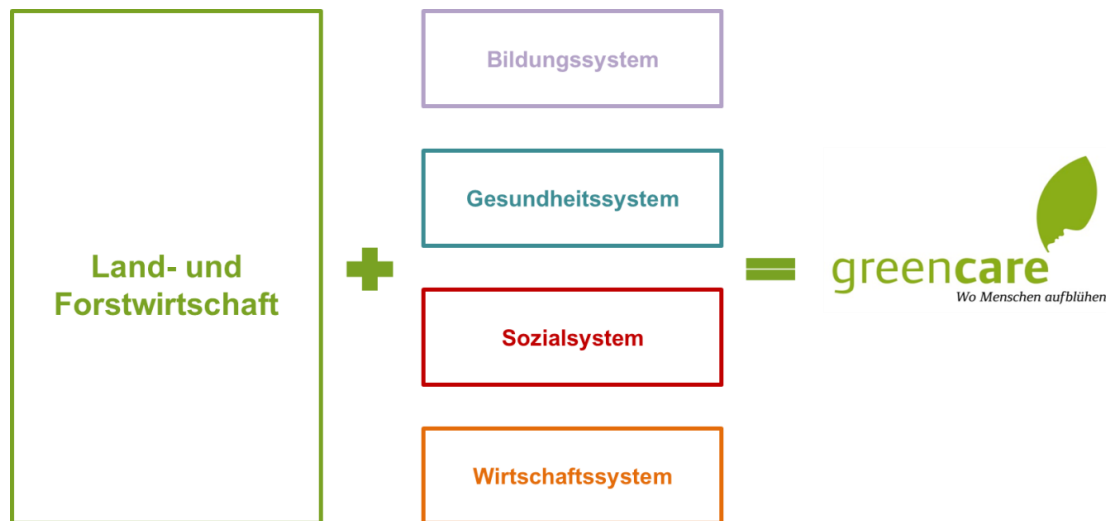 Land- und
Forstwirtschaft
Bildungssystem
Gesundheitssystem
Sozialsystem
Wirtschaftssystem
greencare
Wo Menschen aufblühen